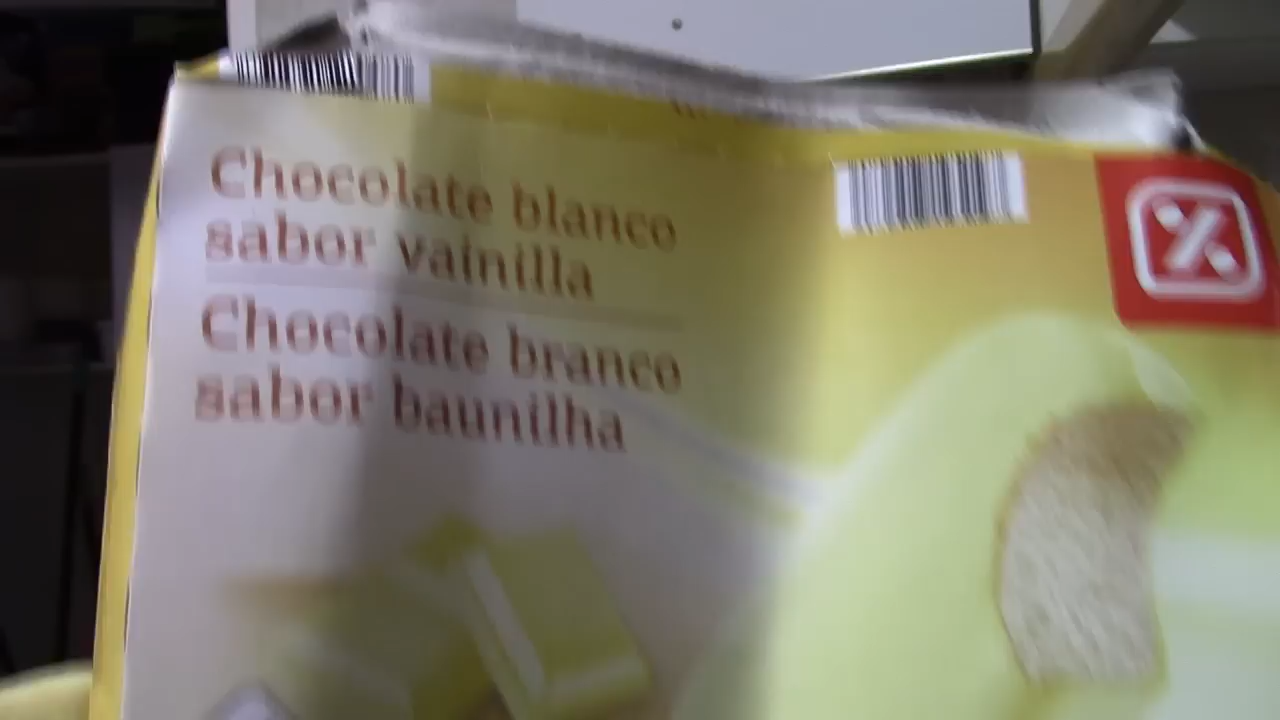 Chocolate blanco
sabor vainilla
Chocolate branco
sabor baunilha